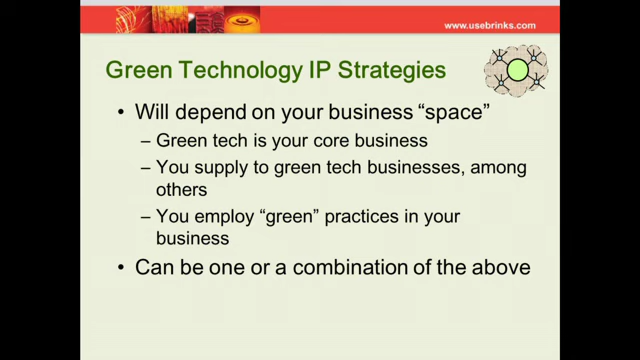 www.usebrinks.com
Green Technology IP Strategies
• Will depend on your business “space”
– Green tech is your core business
– You supply to green tech businesses, among
others
– You employ “green” practices in your
business
• Can be one or a combination of the above